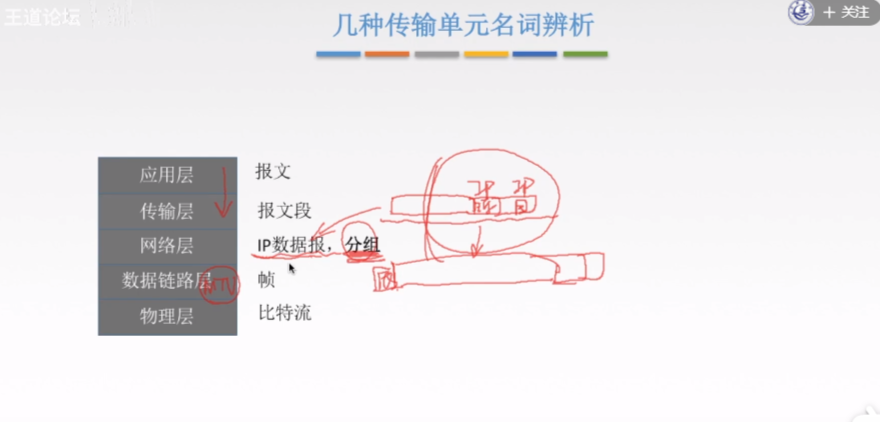 王道论坛
几种传输单元名词辨析
+ 关注
应用层 报文
传输层 报文段
网络层 IP数据报，分组
数据链路层 帧
物理层 比特流
IP IP